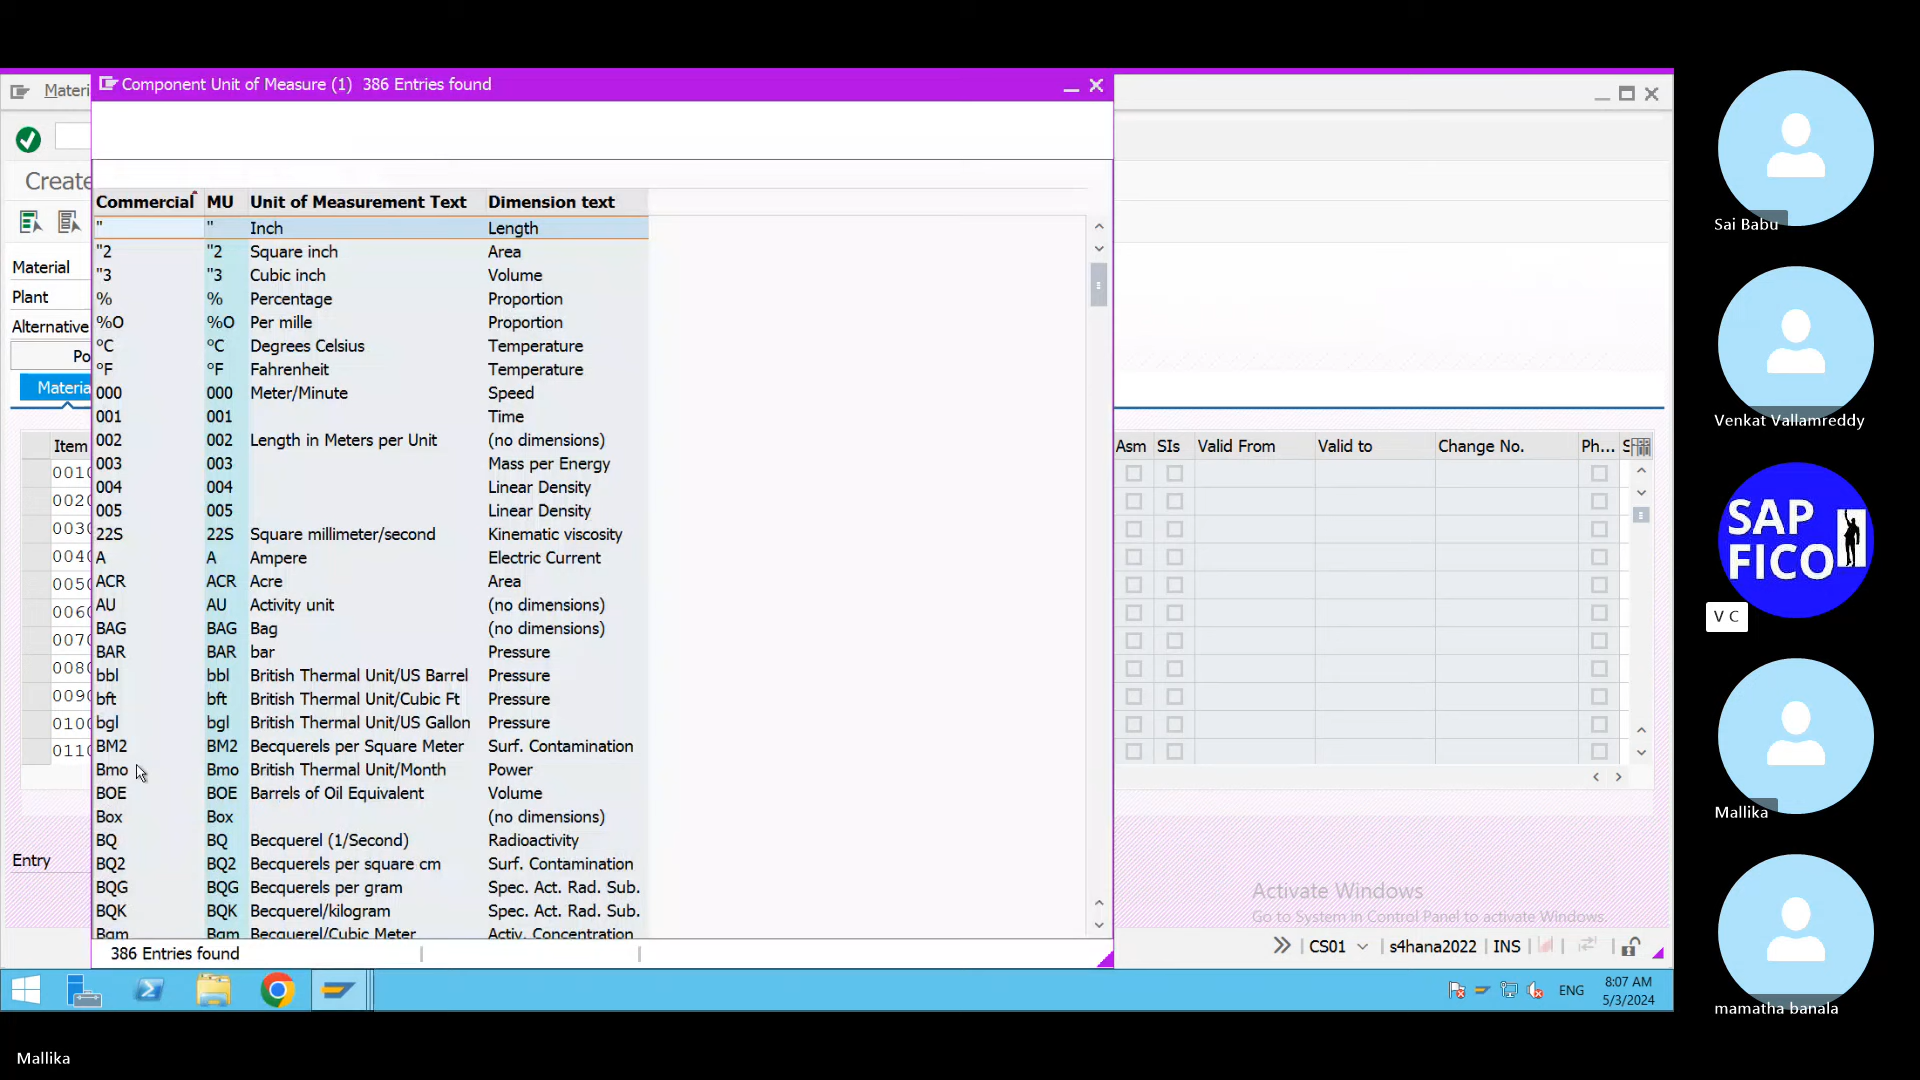 Component Unit of Measure (1) 386 Entries found
Materi
Create
Material
Plant
Alternative
Po
Materia
Commercial MU Unit of Measurement Text Dimension text
" " Inch Length
"2 "2 Square inch Area
"3 "3 Cubic inch Volume
% % Percentage Proportion
%O %O Per mille Proportion
°C °C Degrees Celsius Temperature
°F °F Fahrenheit Temperature
000 000 Meter/Minute Speed
001 001 Time
002 002 Length in Meters per Unit (no dimensions)
003 003 Mass per Energy
004 004 Linear Density
005 005 Linear Density
22S 22S Square millimeter/second Kinematic viscosity
A A Ampere Electric Current
ACR ACR Acre Area
AU AU Activity unit (no dimensions)
BAG BAG Bag (no dimensions)
BAR BAR bar Pressure
bbl bbl British Thermal Unit/US Barrel Pressure
bft bft British Thermal Unit/Cubic Ft Pressure
bgl bgl British Thermal Unit/US Gallon Pressure
BM2 BM2 Becquerels per Square Meter Surf. Contamination
Bmo Bmo British Thermal Unit/Month Power
BOE BOE Barrels of Oil Equivalent Volume
Box Box (no dimensions)
BQ BQ Becquerel (1/Second) Radioactivity
BQ2 BQ2 Becquerels per square cm Surf. Contamination
BQG BQG Becquerels per gram Spec. Act. Rad. Sub.
BQK BQK Becquerel/kilogram Spec. Act. Rad. Sub.
Bqm Bqm Becquerel/Cubic Meter Activ. Concentration
386 Entries found
Item
0010
0020
0030
0040
0050
0060
0070
0080
0090
0100
0110
Entry
Asm SIs Valid From Valid to Change No. Ph... S
Activate Windows
Go to System in Control Panel to activate Windows.
CS01 s4hana2022 INS
ENG
8:07 AM
5/3/2024
Sai Babu
Venkat Vallamreddy
SAP
FICO
V C
Mallika
mamatha banala
Mallika